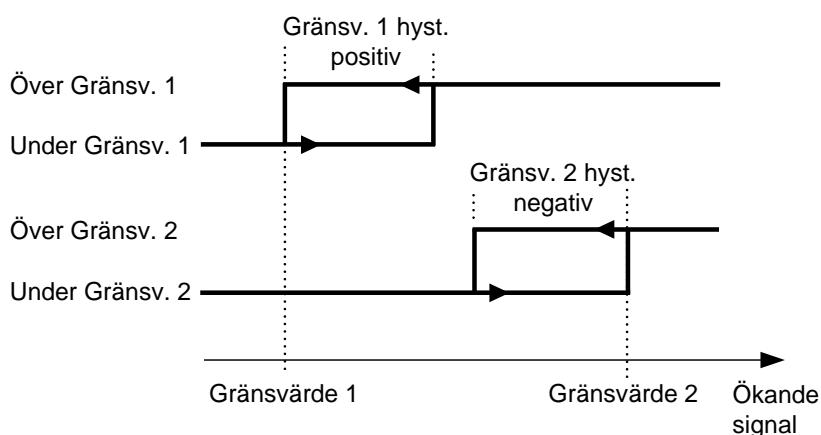 Gränsv. 1 hyst.
positiv
Över Gränsv. 1
Under Gränsv. 1
Gränsv. 2 hyst.
negativ
Över Gränsv. 2
Under Gränsv. 2
Gränsvärde 1
Gränsvärde 2
Ökande
signal